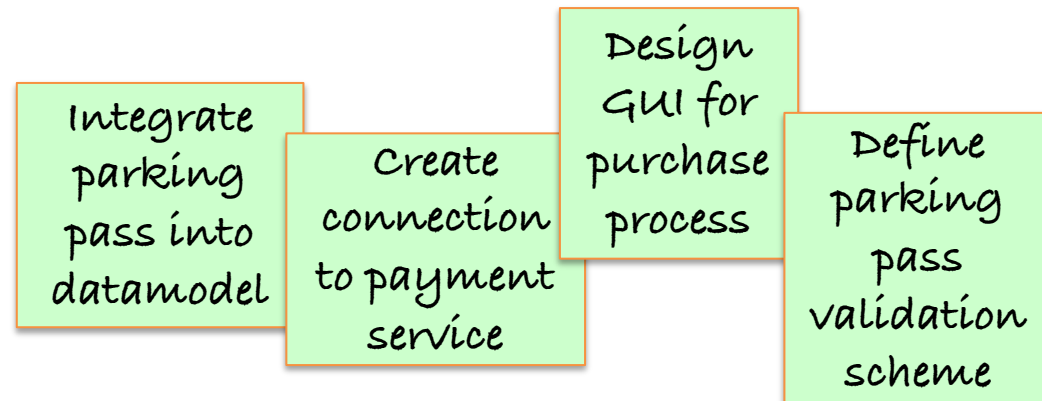 Integrate
parking
pass into
datamodel
Create
connection
to payment
service
Design
GUI for
purchase
process
Define
parking
pass
validation
scheme